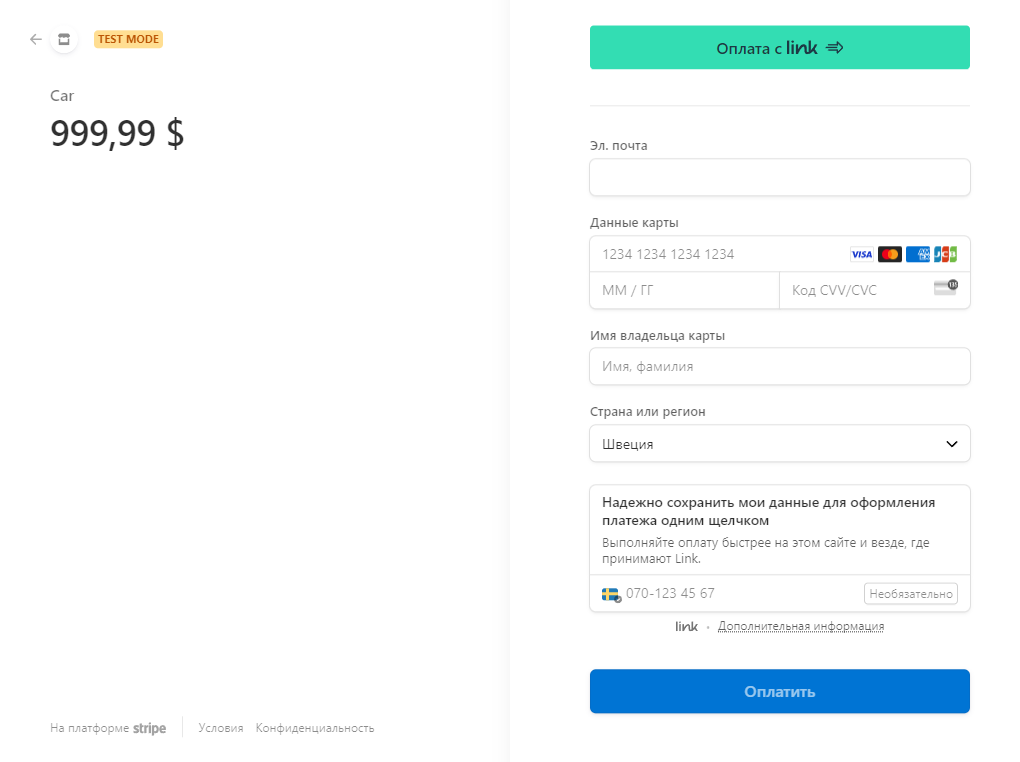 TEST MODE
Car
999,99 $
На платформе stripe
Условия
Конфиденциальность
Оплата с link
Эл. почта
Данные карты
1234 1234 1234 1234
VISA
JCB
ММ / ГГ
Код CVV/CVC
135
Имя владельца карты
Имя, фамилия
Страна или регион
Швеция
Надежно сохранить мои данные для оформления
платежа одним щелчком
Выполняйте оплату быстрее на этом сайте и везде, где
принимают Link.
070-123 45 67
Необязательно
link · Дополнительная информация
Оплатить